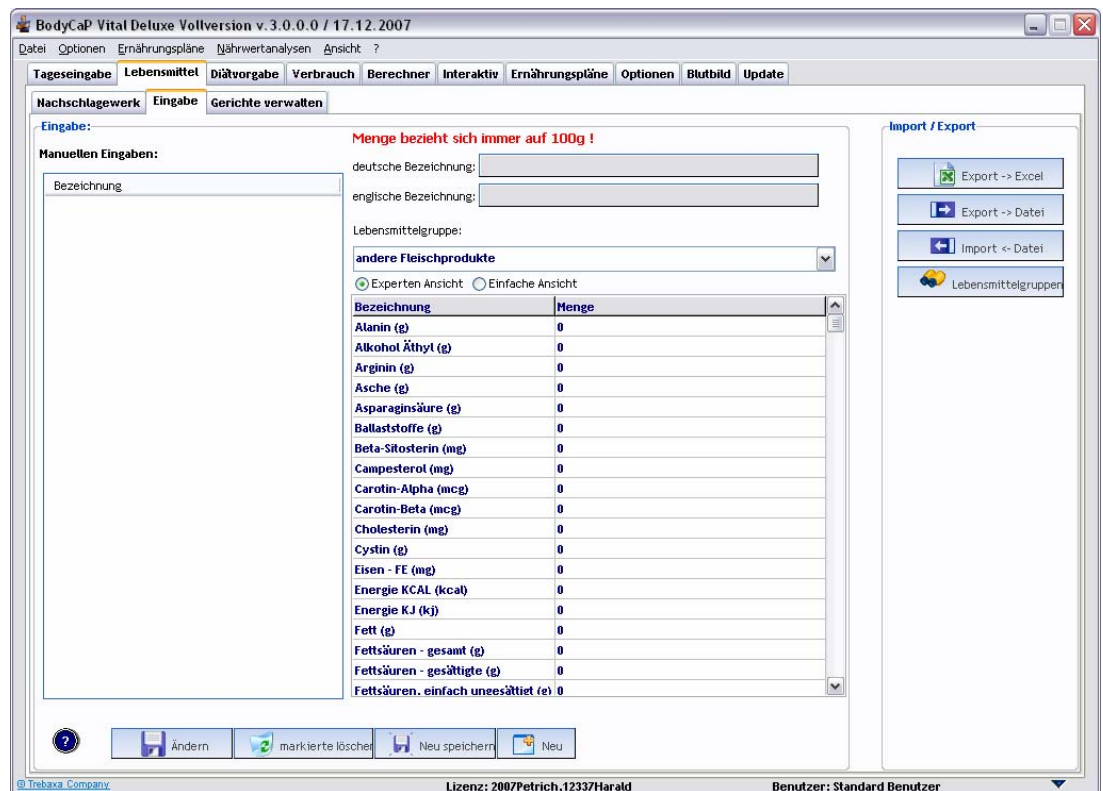 BodyCaP Vital Deluxe Vollversion v.3.0.0.0 / 17.12.2007
Datei Optionen Ernährungspläne Nährwertanalysen Ansicht ?
Tageseingabe Lebensmittel Diätvorgabe Verbrauch Berechner Interaktiv Ernährungspläne Optionen Blutbild Update
Nachschlagewerk Eingabe Gerichte verwalten
Eingabe:
Manuellen Eingaben:
Bezeichnung
Menge bezieht sich immer auf 100g !
deutsche Bezeichnung:
englische Bezeichnung:
Lebensmittelgruppe:
andere Fleischprodukte
Experten Ansicht Einfache Ansicht
Bezeichnung Menge
Alanin (g) 0
Alkohol Äthyl (g) 0
Arginin (g) 0
Asche (g) 0
Asparaginsäure (g) 0
Ballaststoffe (g) 0
Beta-Sitosterin (mg) 0
Campesterol (mg) 0
Carotin-Alpha (mcg) 0
Carotin-Beta (mcg) 0
Cholesterin (mg) 0
Cystin (g) 0
Eisen - FE (mg) 0
Energie KCAL (kcal) 0
Energie KJ (kj) 0
Fett (g) 0
Fettsäuren - gesamt (g) 0
Fettsäuren - gesättigte (g) 0
Fettsäuren, einfach ungesättigt (g) 0
Import / Export
Export -> Excel
Export -> Datei
Import <- Datei
Lebensmittelgruppen
? Ändern markierte löscher Neu speichern Neu
© Trebaxa Company Lizenz: 2007Petrich,12337Harald Benutzer: Standard Benutzer